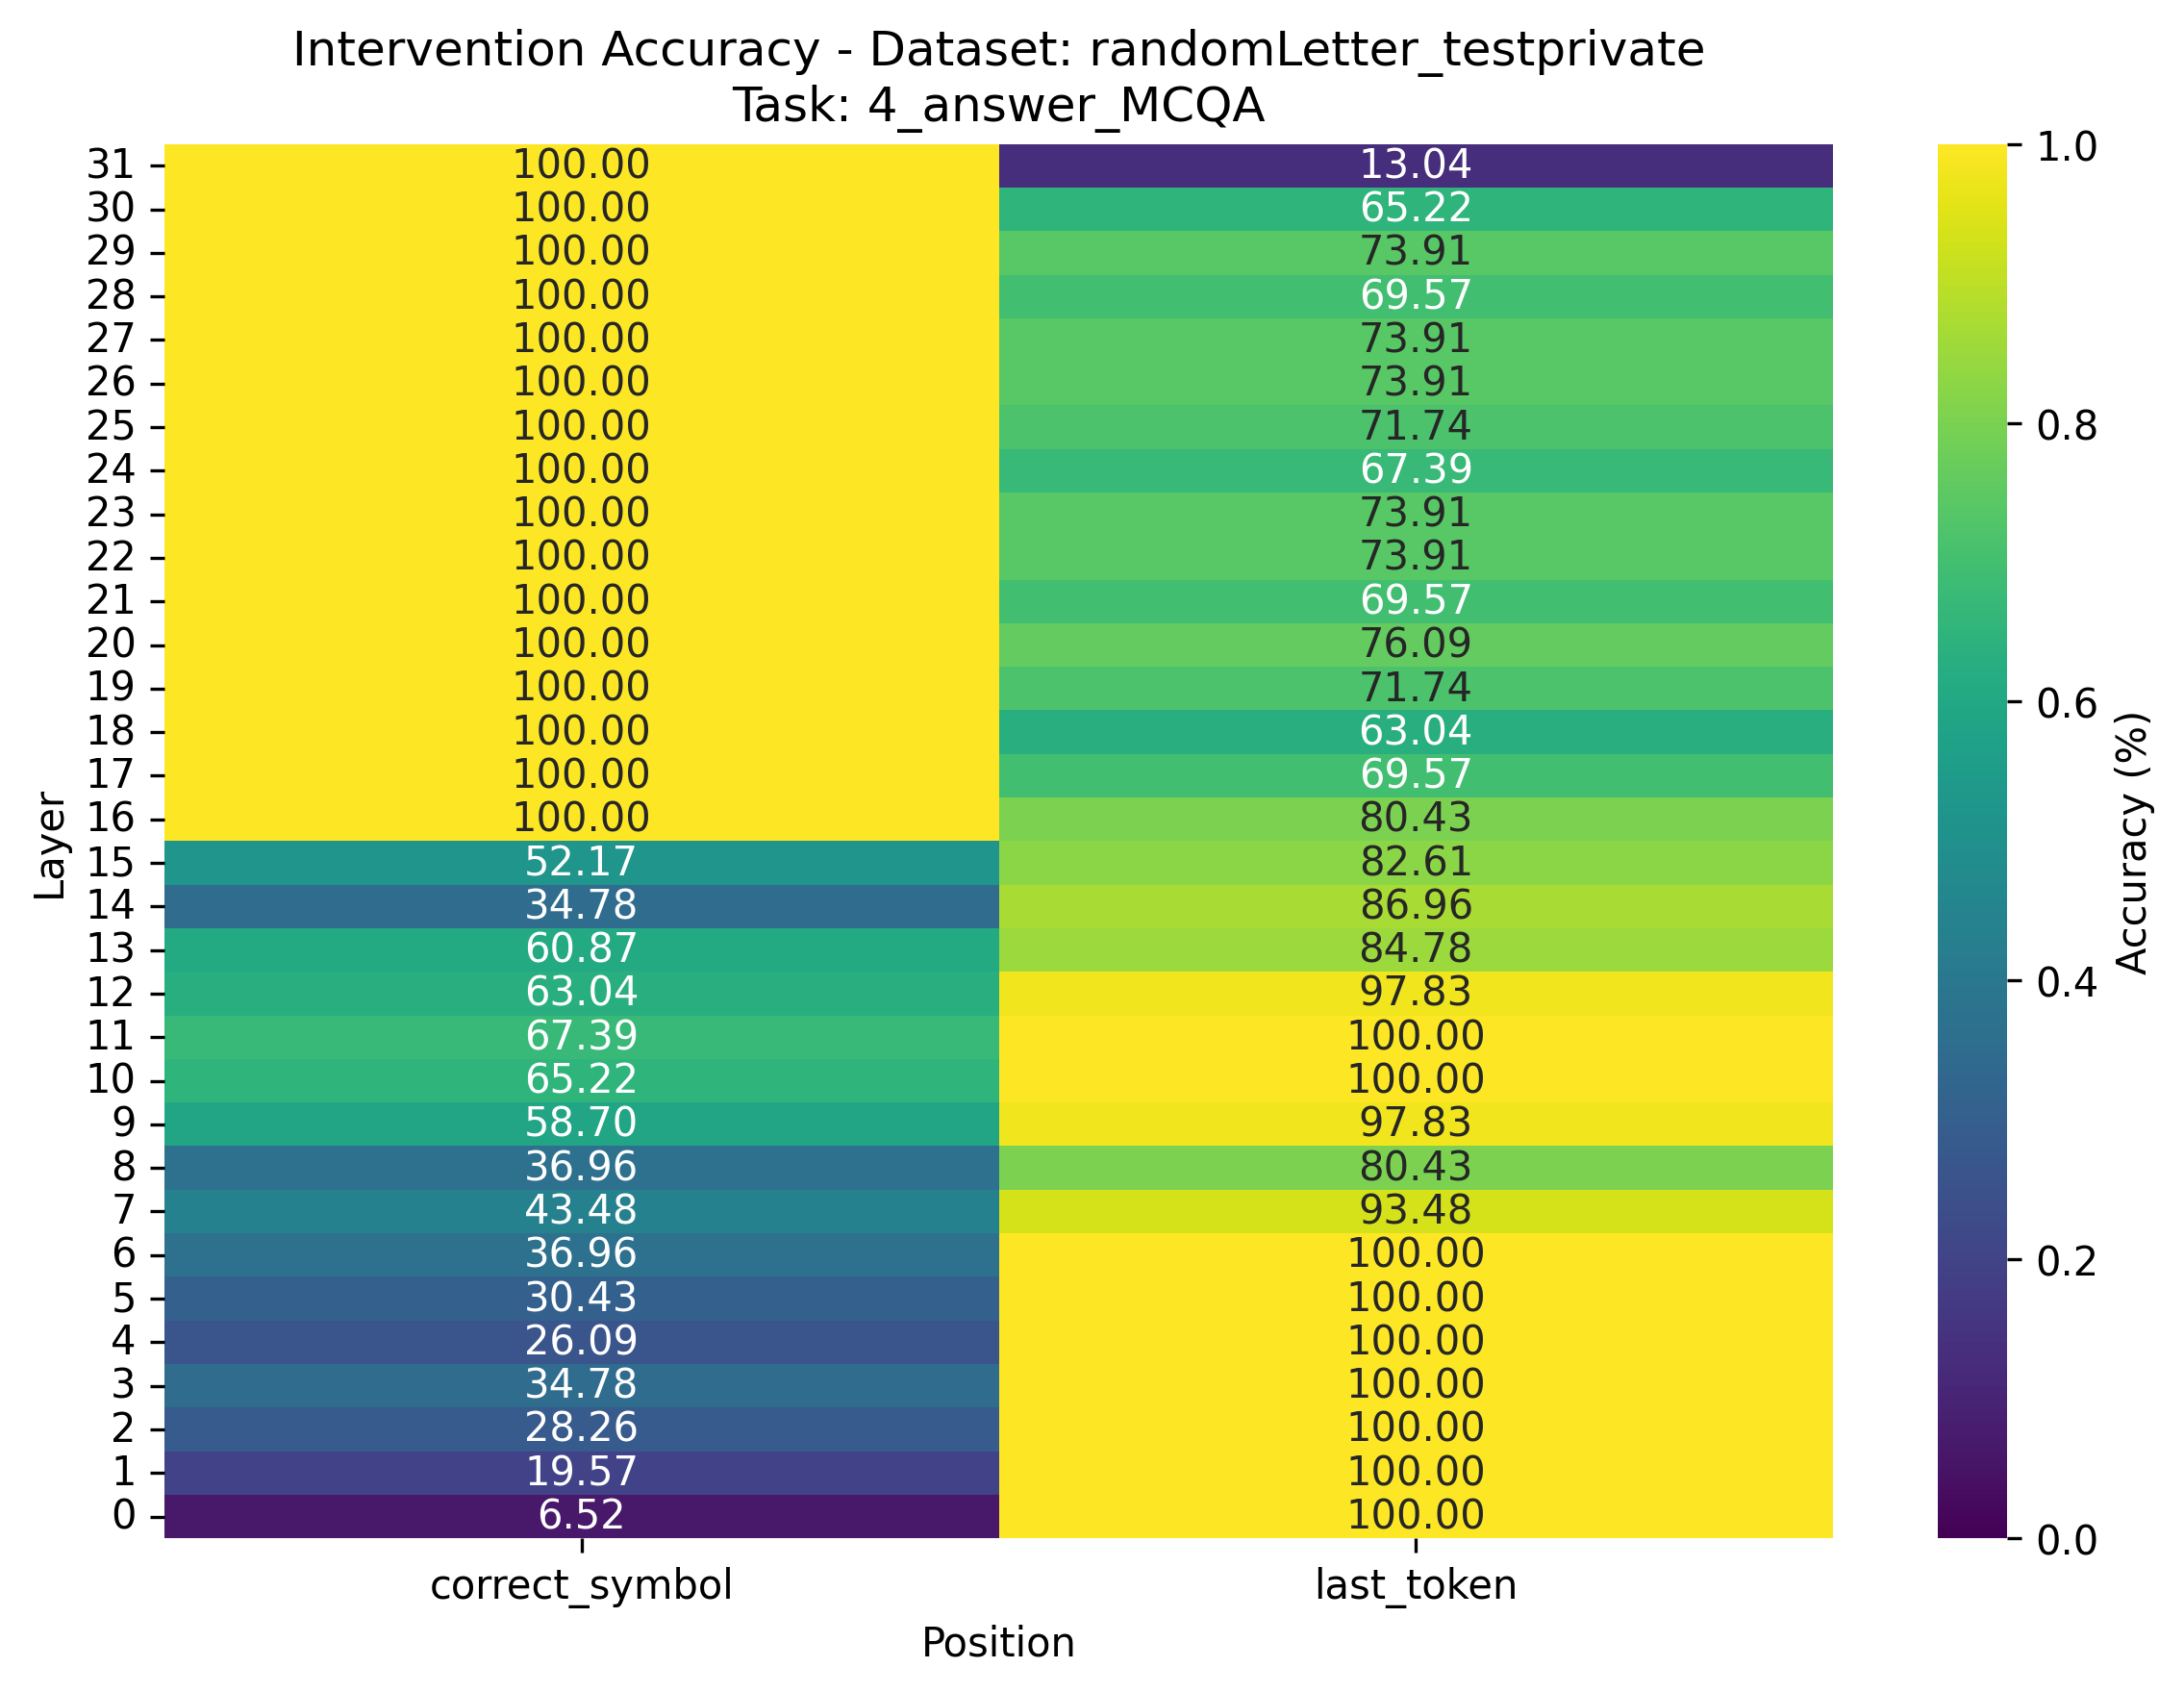 Intervention Accuracy - Dataset: randomLetter_testprivate
Task: 4_answer_MCQA
31 100.00 13.04 1.0
30 100.00 65.22
29 100.00 73.91
28 100.00 69.57
27 100.00 73.91
26 100.00 73.91
25 100.00 71.74 0.8
24 100.00 67.39
23 100.00 73.91
22 100.00 73.91
21 100.00 69.57
20 100.00 76.09
19 100.00 71.74 0.6
18 100.00 63.04
17 100.00 69.57
16 100.00 80.43
15 52.17 82.61
14 34.78 86.96
13 60.87 84.78
12 63.04 97.83 0.4
11 67.39 100.00
10 65.22 100.00
9 58.70 97.83
8 36.96 80.43
7 43.48 93.48
6 36.96 100.00 0.2
5 30.43 100.00
4 26.09 100.00
3 34.78 100.00
2 28.26 100.00
1 19.57 100.00
0 6.52 100.00 0.0
Layer
Accuracy (%)
correct_symbol last_token
Position